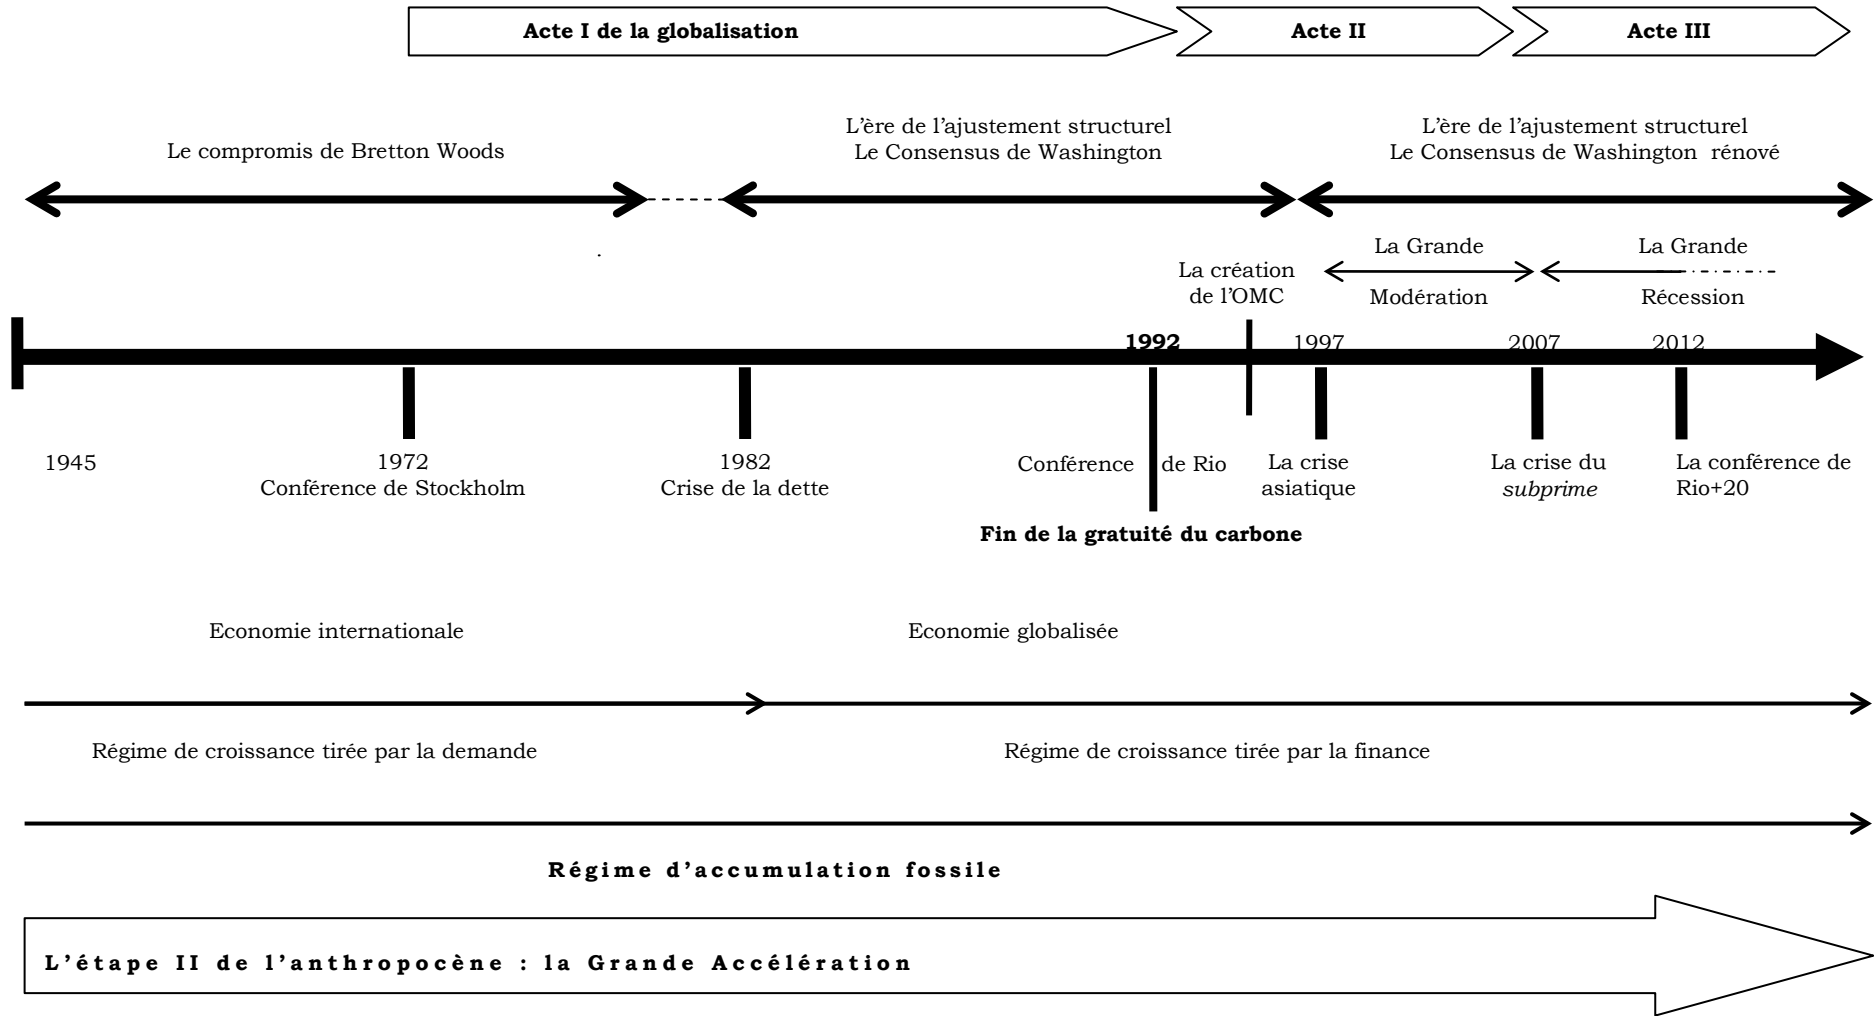 Acte I de la globalisation
Acte II
Acte III
Le compromis de Bretton Woods
L’ère de l’ajustement structurel
Le Consensus de Washington
L’ère de l’ajustement structurel
Le Consensus de Washington rénové
La création
de l’OMC
La Grande
Modération
La Grande
Récession
1992
1997
2007
2012
1945
1972
Conférence de Stockholm
1982
Crise de la dette
Conférence de Rio
La crise
asiatique
La crise du
subprime
La conférence de
Rio+20
Fin de la gratuité du carbone
Economie internationale
Economie globalisée
Régime de croissance tirée par la demande
Régime de croissance tirée par la finance
Régime d’accumulation fossile
L’étape II de l’anthropocène : la Grande Accélération